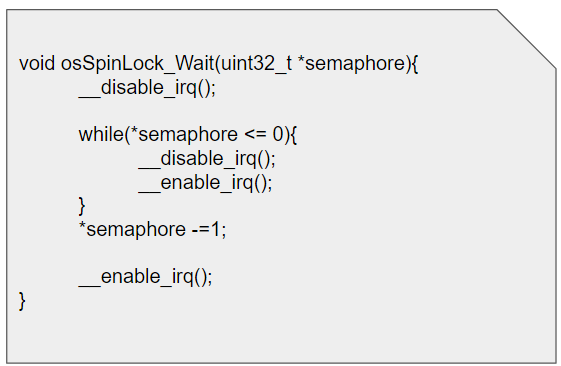 void osSpinLock_Wait(uint32_t *semaphore){
__disable_irq();
while(*semaphore <= 0){
__disable_irq();
__enable_irq();
}
*semaphore -=1;
__enable_irq();
}